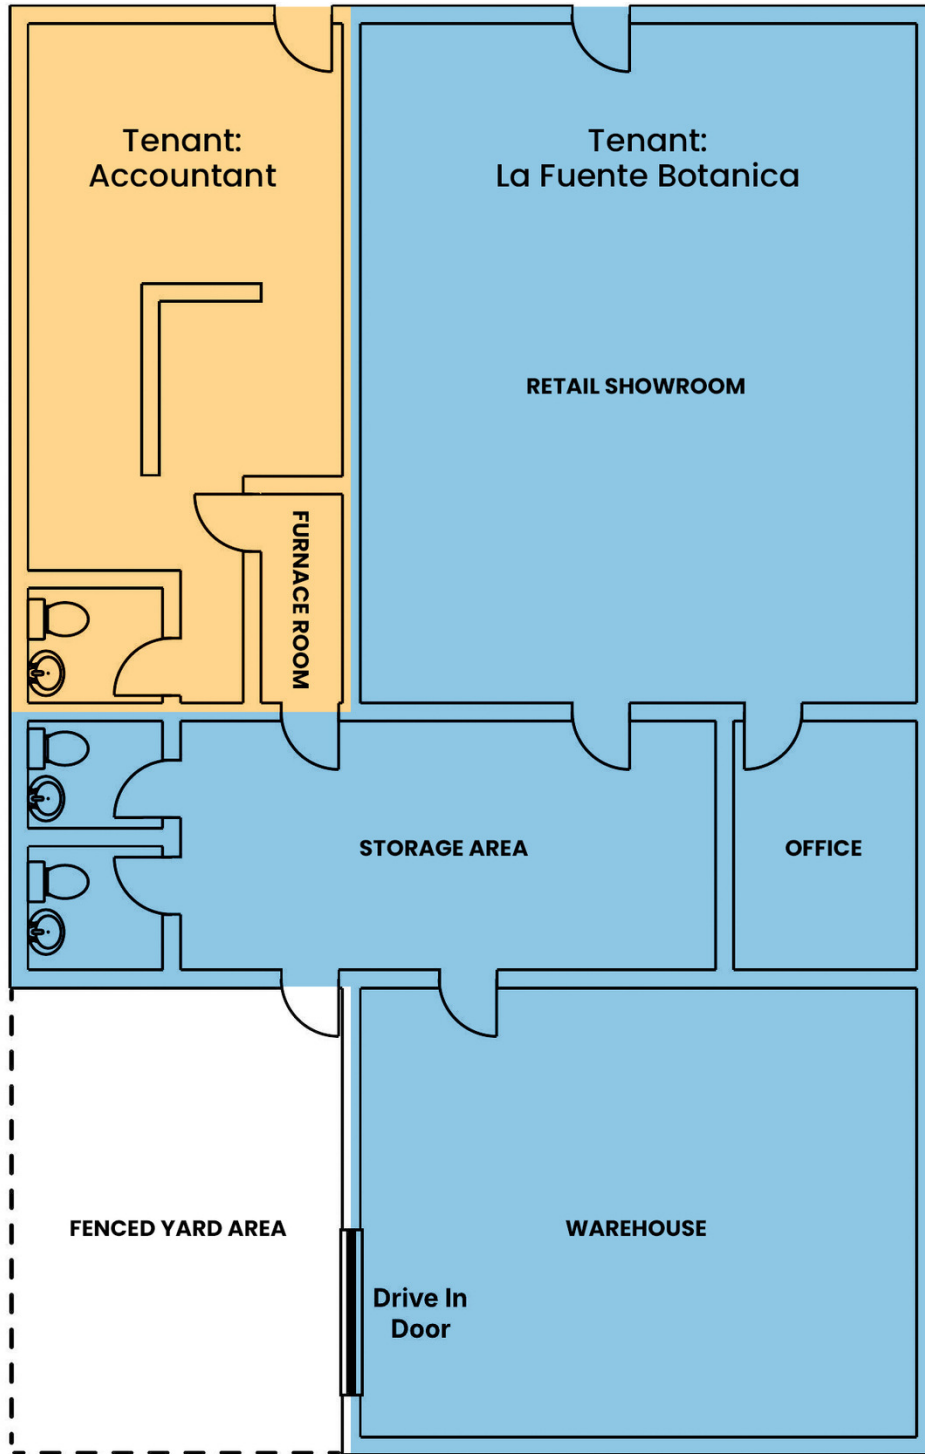 Tenant:
Accountant
Tenant:
La Fuente Botanica
RETAIL SHOWROOM
FURNACE ROOM
STORAGE AREA
OFFICE
FENCED YARD AREA
WAREHOUSE
Drive In
Door